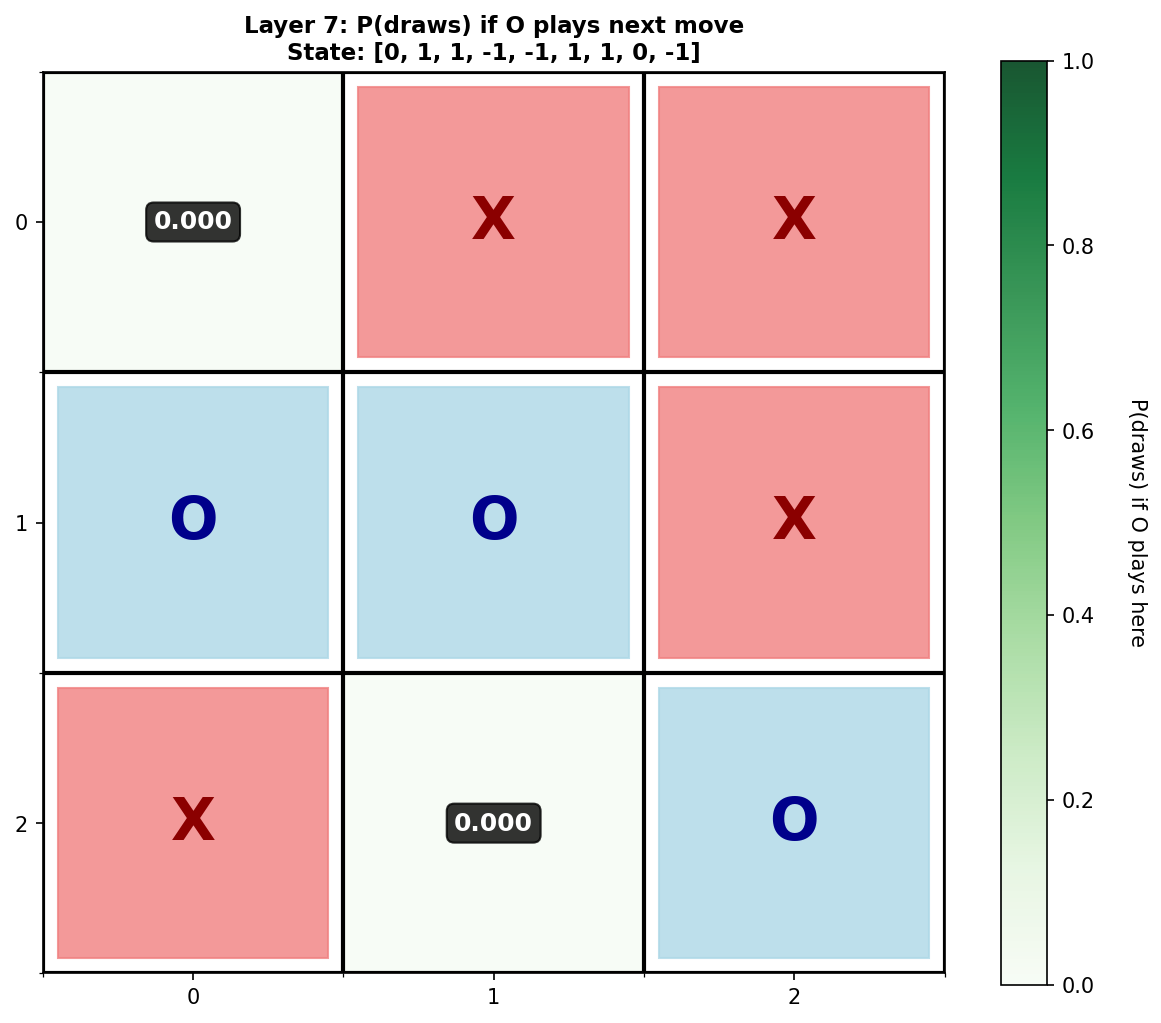 Layer 7: P(draws) if O plays next move
State: [0, 1, 1, -1, -1, 1, 1, 0, -1]
0
0.000
X
X
1
O
O
X
2
X
0.000
O
0
1
2
1.0
0.8
0.6
0.4
0.2
0.0
P(draws) if O plays here